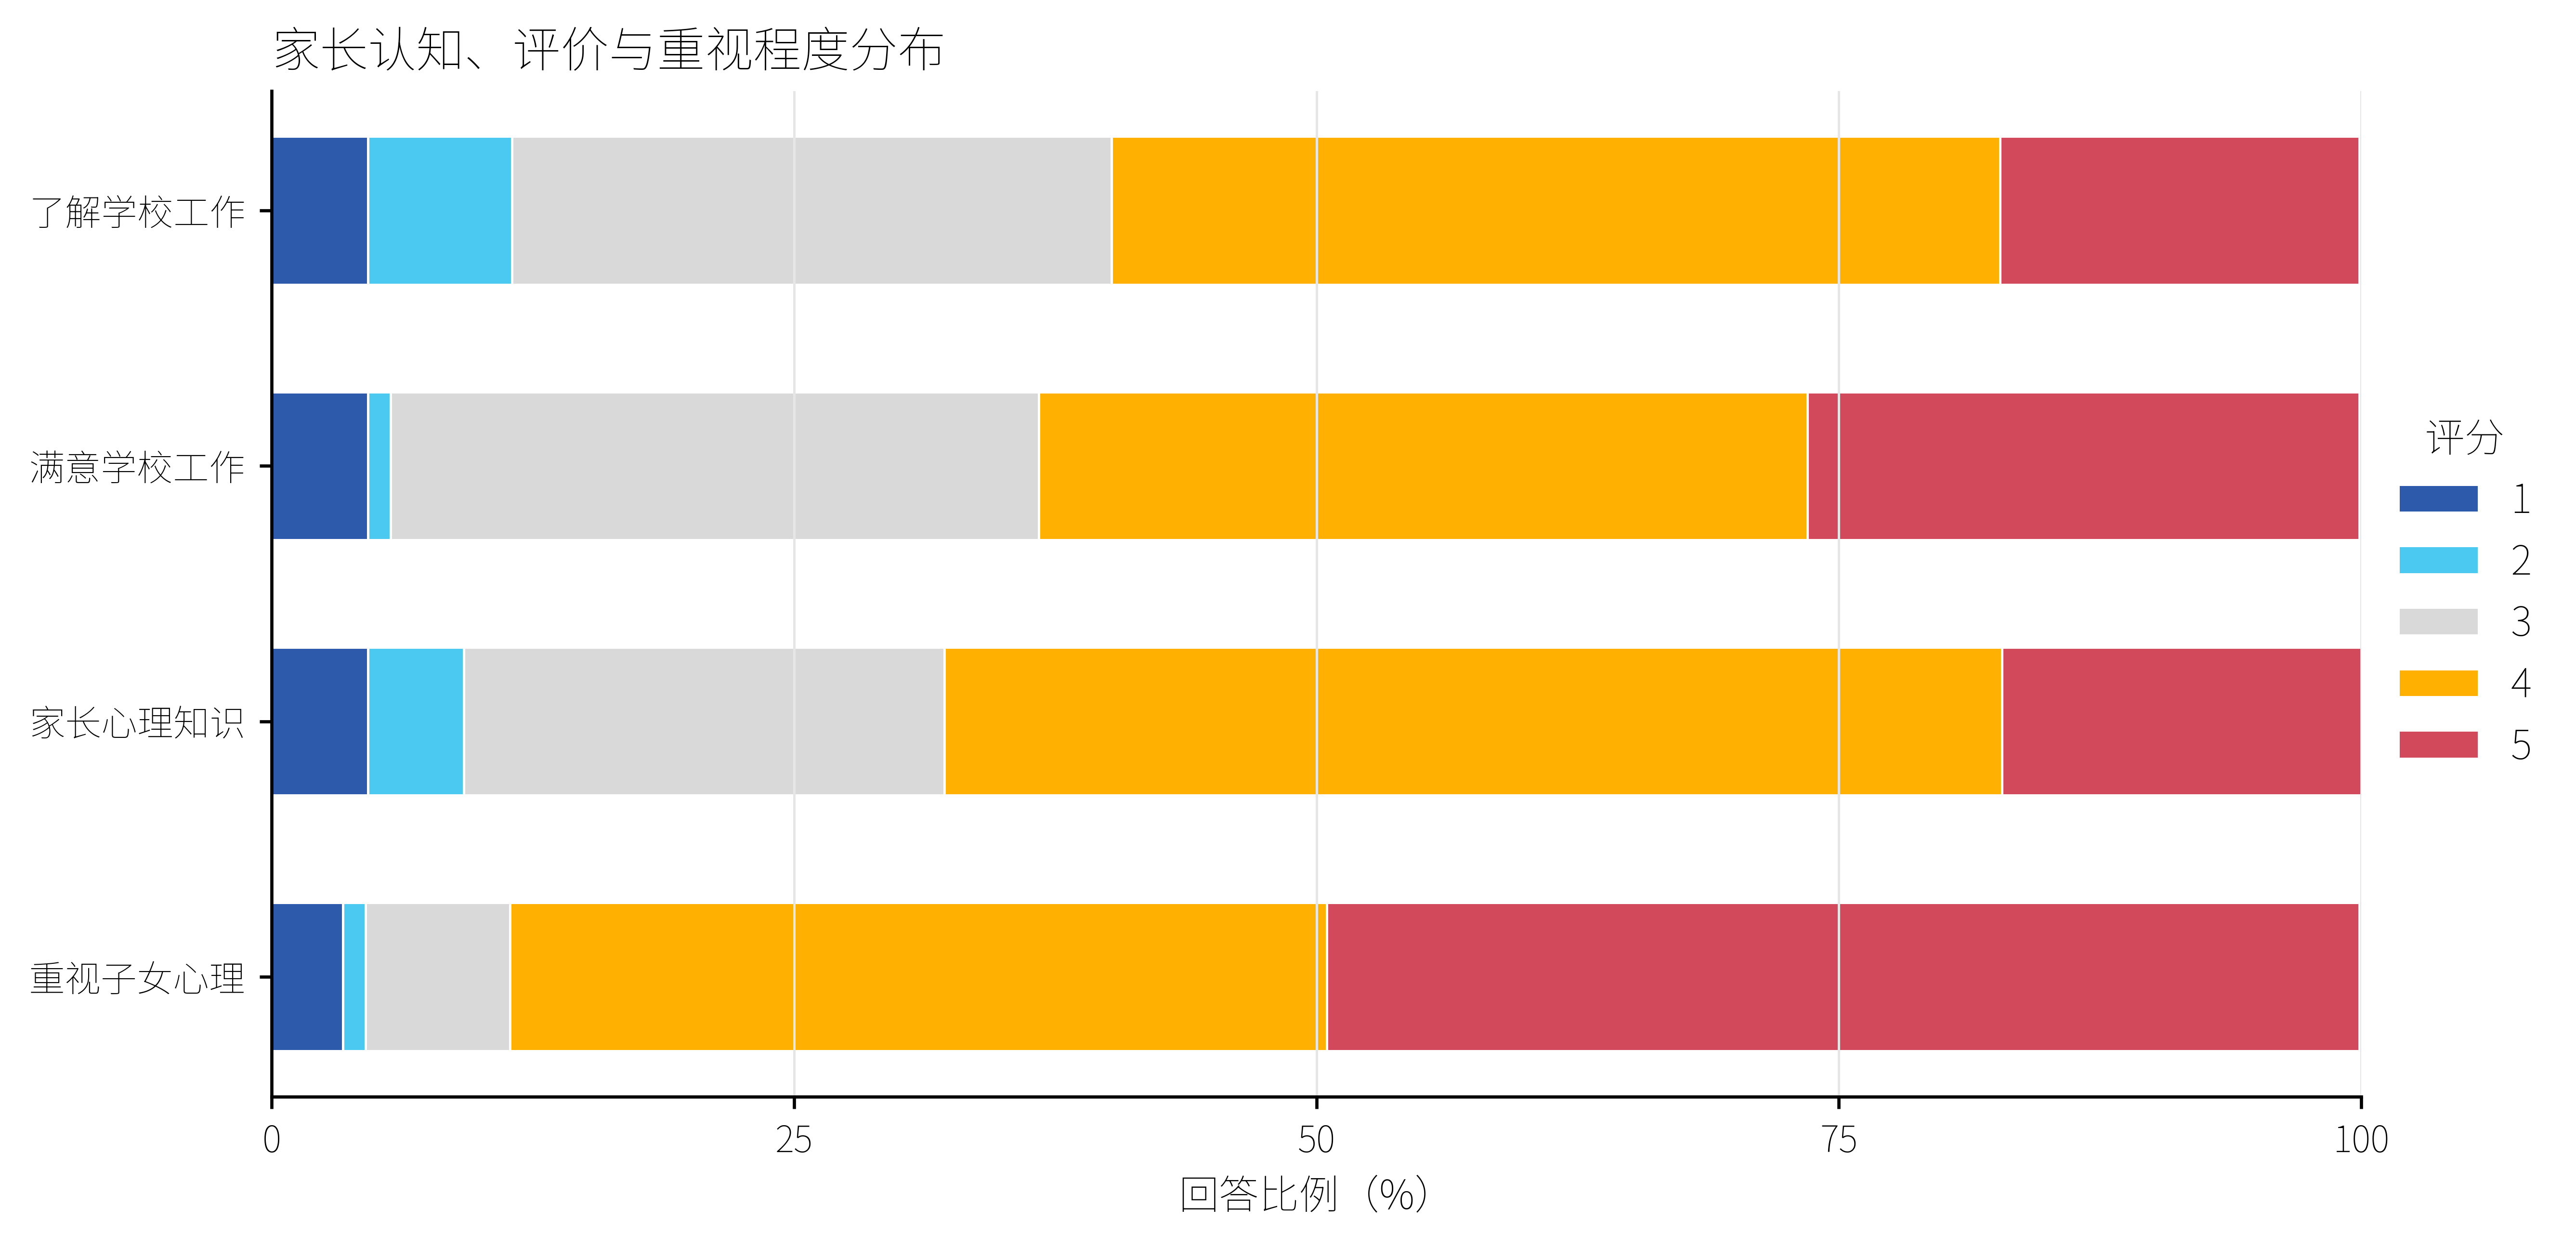 家长认知、评价与重视程度分布
了解学校工作
满意学校工作
家长心理知识
重视子女心理
0 25 50 75 100
回答比例（%）
评分
1
2
3
4
5